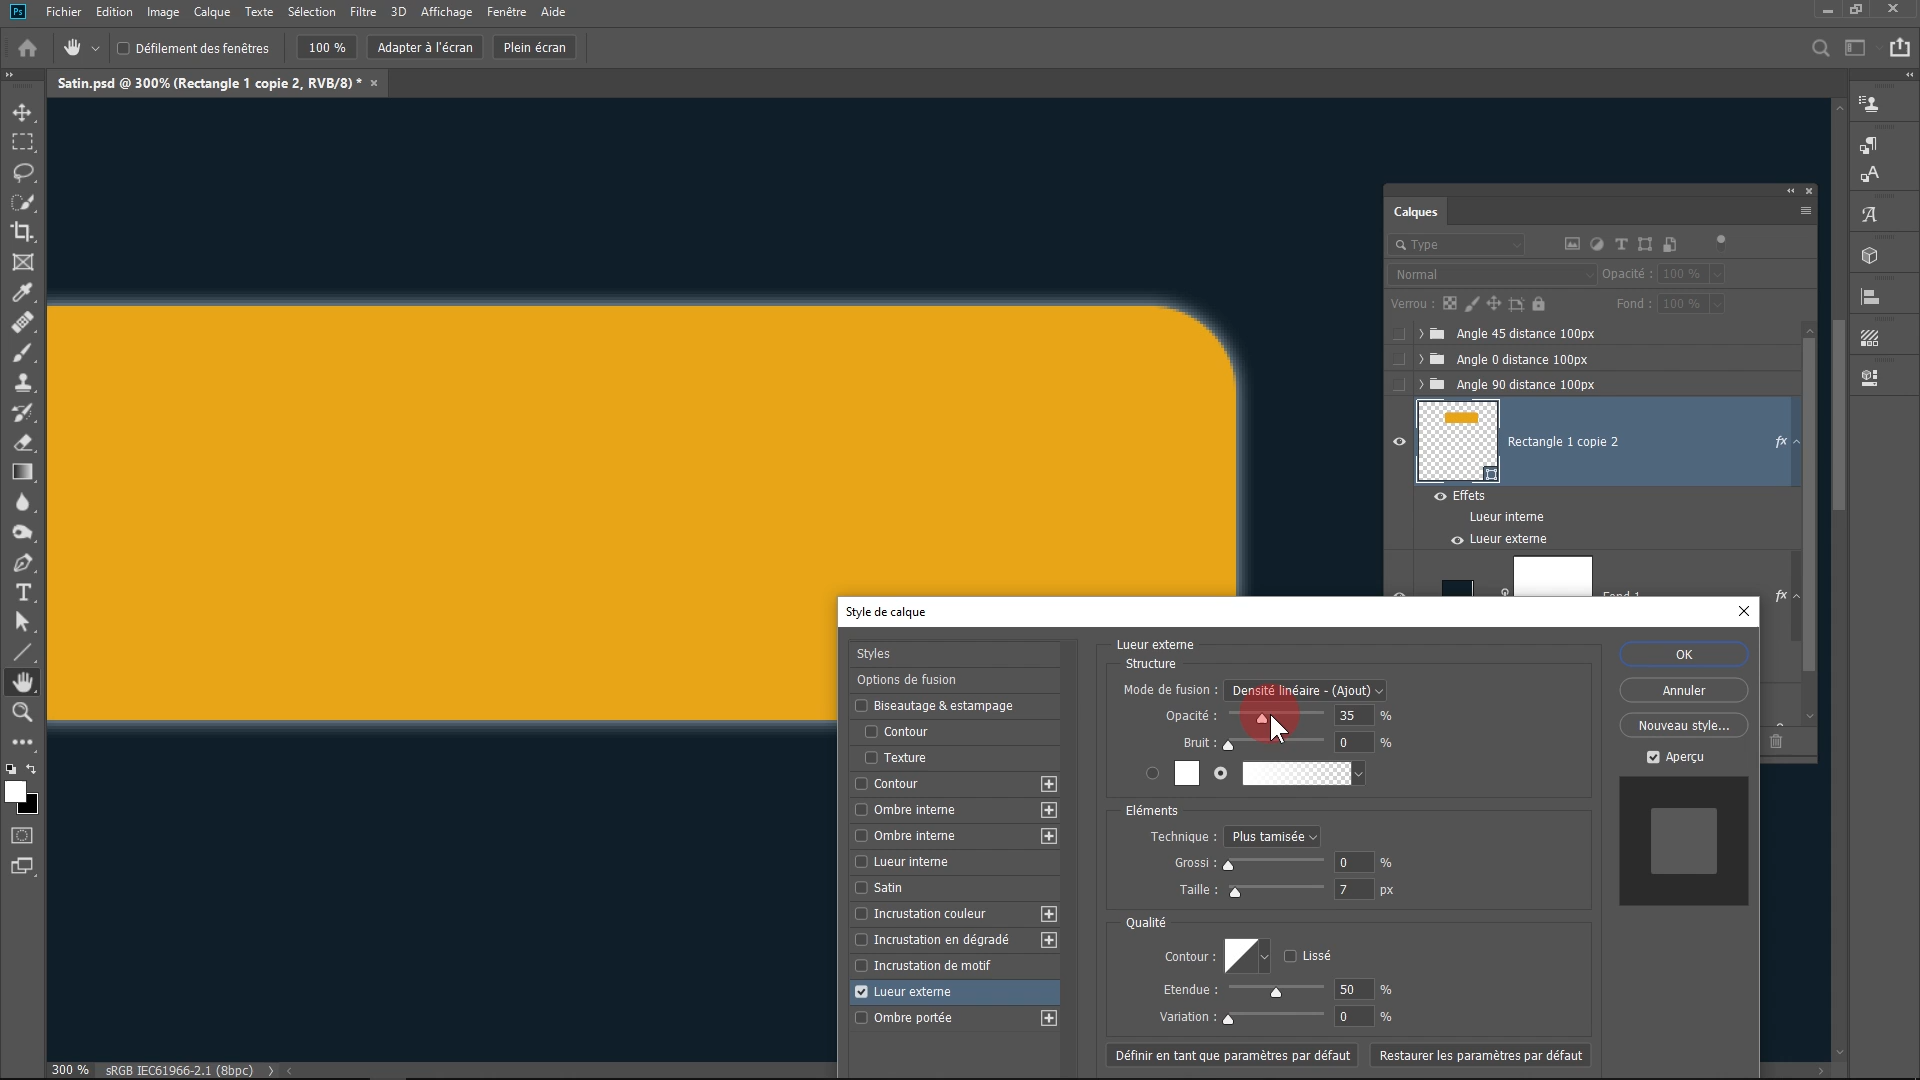 Ps Fichier Edition Image Calque Texte Sélection Filtre 3D Affichage Fenêtre Aide
Défilement des fenêtres 100 % Adapter à l'écran Plein écran
Satin.psd @ 300% (Rectangle 1 copie 2, RVB/8) * ×
Calques
Type
Normal Opacité : 100 %
Verrou : Fond : 100 %
Angle 45 distance 100px
Angle 0 distance 100px
Angle 90 distance 100px
Rectangle 1 copie 2 fx
Effets
Lueur interne
Lueur externe
Fond 1 fx
Style de calque
Styles
Options de fusion
Biseautage & estampage
Contour
Texture
Contour
Ombre interne
Ombre interne
Lueur interne
Satin
Incrustation couleur
Incrustation en dégradé
Incrustation de motif
Lueur externe
Ombre portée
Lueur externe
Structure
Mode de fusion : Densité linéaire - (Ajout)
Opacité : 35 %
Bruit : 0 %
Eléments
Technique : Plus tamisée
Grossi : 0 %
Taille : 7 px
Qualité
Contour : Lissé
Etendue : 50 %
Variation : 0 %
Définir en tant que paramètres par défaut Restaurer les paramètres par défaut
OK
Annuler
Nouveau style...
Aperçu
300 % sRGB IEC61966-2.1 (8bpc)